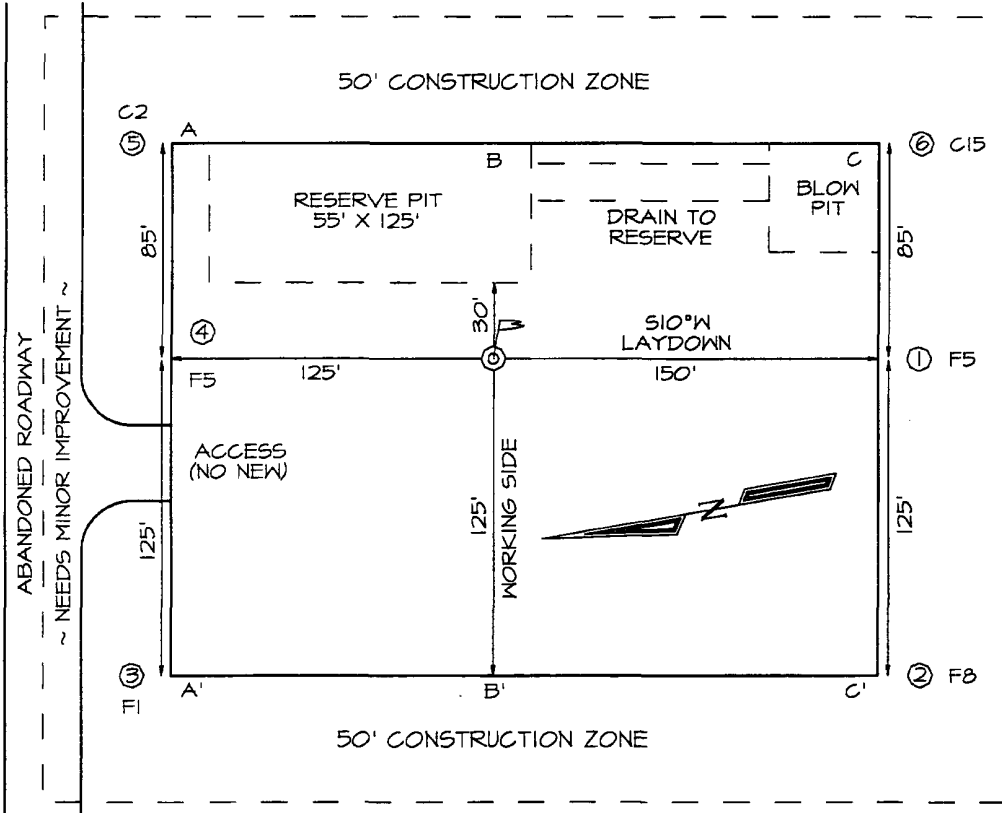 50' CONSTRUCTION ZONE
C2
5
A
B
C
6 C15
RESERVE PIT
55' X 125'
BLOW
PIT
DRAIN TO
RESERVE
85'
85'
30'
S10°W
LAYDOWN
4
F5
125'
150'
1 F5
ABANDONED ROADWAY
~ NEEDS MINOR IMPROVEMENT ~
ACCESS
(NO NEW)
125'
125'
WORKING SIDE
N
125'
3
F1
A'
B'
C'
2 F8
50' CONSTRUCTION ZONE